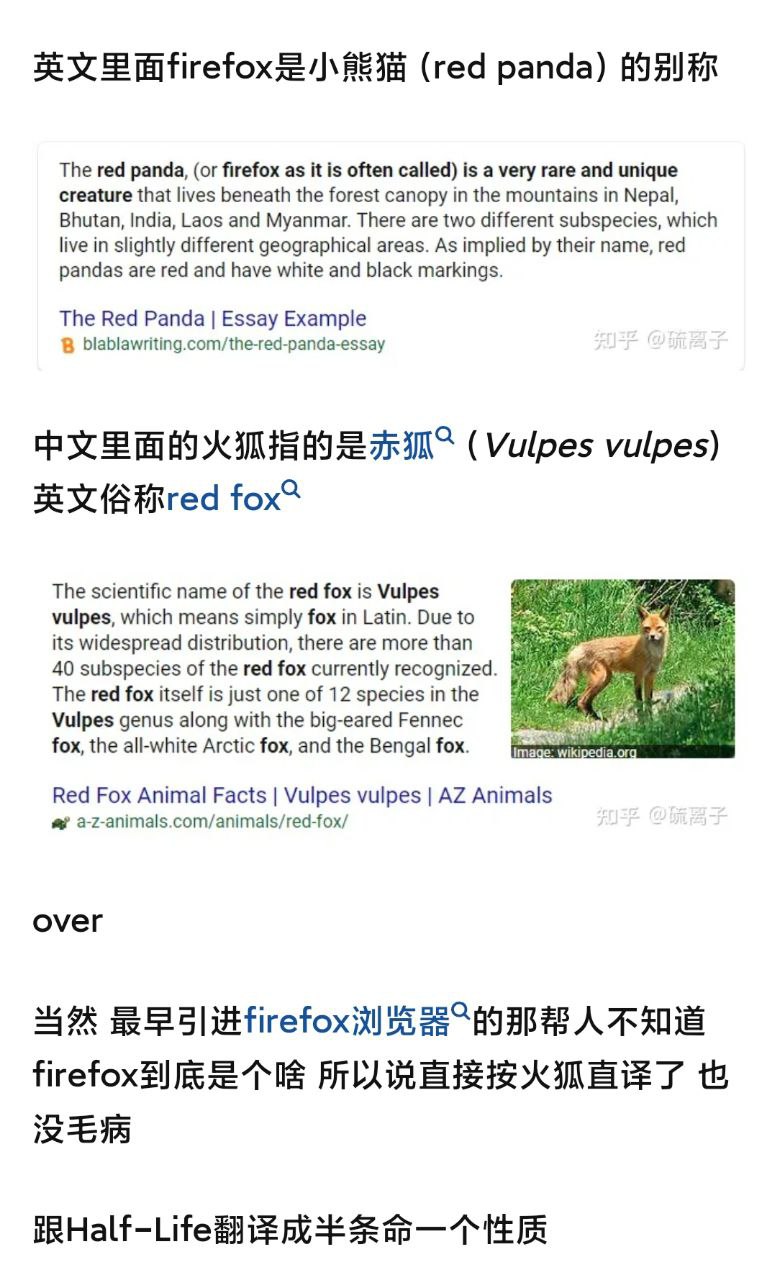 英文里面firefox是小熊猫（red panda）的别称
The red panda, (or firefox as it is often called) is a very rare and unique
creature that lives beneath the forest canopy in the mountains in Nepal,
Bhutan, India, Laos and Myanmar. There are two different subspecies, which
live in slightly different geographical areas. As implied by their name, red
pandas are red and have white and black markings.
The Red Panda | Essay Example
blablawriting.com/the-red-panda-essay
知乎 @硫离子
中文里面的火狐指的是赤狐（Vulpes vulpes）
英文俗称red fox
The scientific name of the red fox is Vulpes
vulpes, which means simply fox in Latin. Due to
its widespread distribution, there are more than
40 subspecies of the red fox currently recognized.
The red fox itself is just one of 12 species in the
Vulpes genus along with the big-eared Fennec
fox, the all-white Arctic fox, and the Bengal fox.
Image: wikipedia.org
Red Fox Animal Facts | Vulpes vulpes | AZ Animals
a-z-animals.com/animals/red-fox/
知乎 @硫离子
over
当然 最早引进firefox浏览器的那帮人不知道
firefox到底是个啥 所以说直接按火狐直译了 也
没毛病
跟Half-Life翻译成半条命一个性质